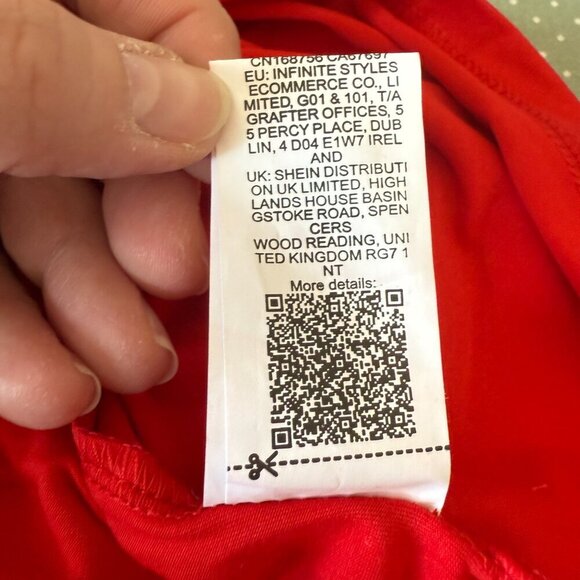 CN168756 CA67697
EU: INFINITE STYLES
ECOMMERCE CO., LI
MITED, G01 & 101, T/A
GRAFTER OFFICES, 5
5 PERCY PLACE, DUB
LIN, 4 D04 E1W7 IREL
AND
UK: SHEIN DISTRIBUTI
ON UK LIMITED, HIGH
LANDS HOUSE BASIN
GSTOKE ROAD, SPEN
CERS
WOOD READING, UNI
TED KINGDOM RG7 1
NT
More details: